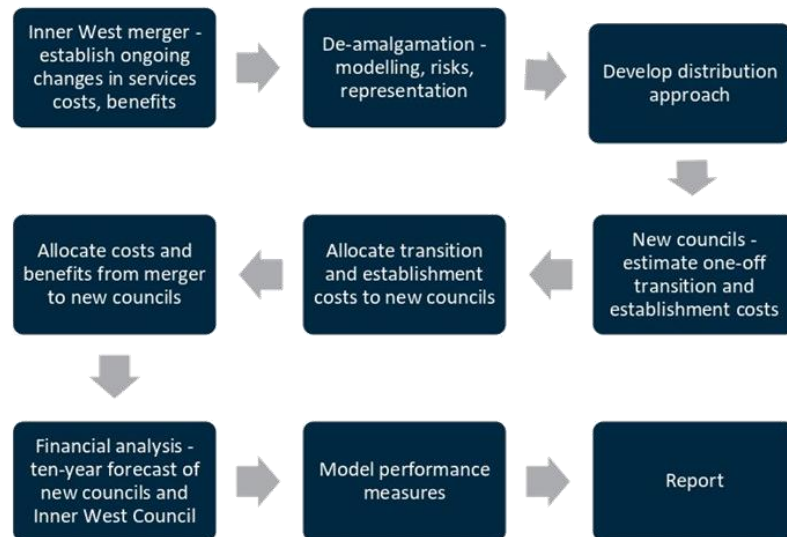 Inner West merger -
establish ongoing
changes in services
costs, benefits
De-amalgamation -
modelling, risks,
representation
Develop distribution
approach
New councils -
estimate one-off
transition and
establishment costs
Allocate transition
and establishment
costs to new councils
Allocate costs and
benefits from merger
to new councils
Financial analysis -
ten-year forecast of
new councils and
Inner West Council
Model performance
measures
Report